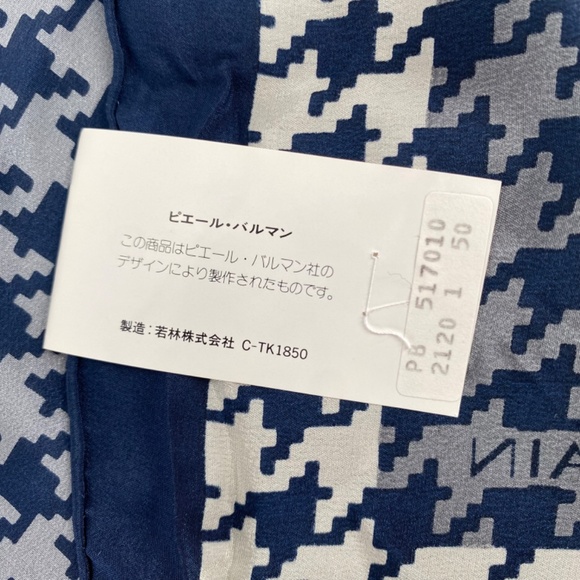 ピエール・バルマン
この商品はピエール・バルマン社の
デザインにより製作されたものです。
製造：若林株式会社 C-TK1850
PB 517010
2120 1 50
AIN